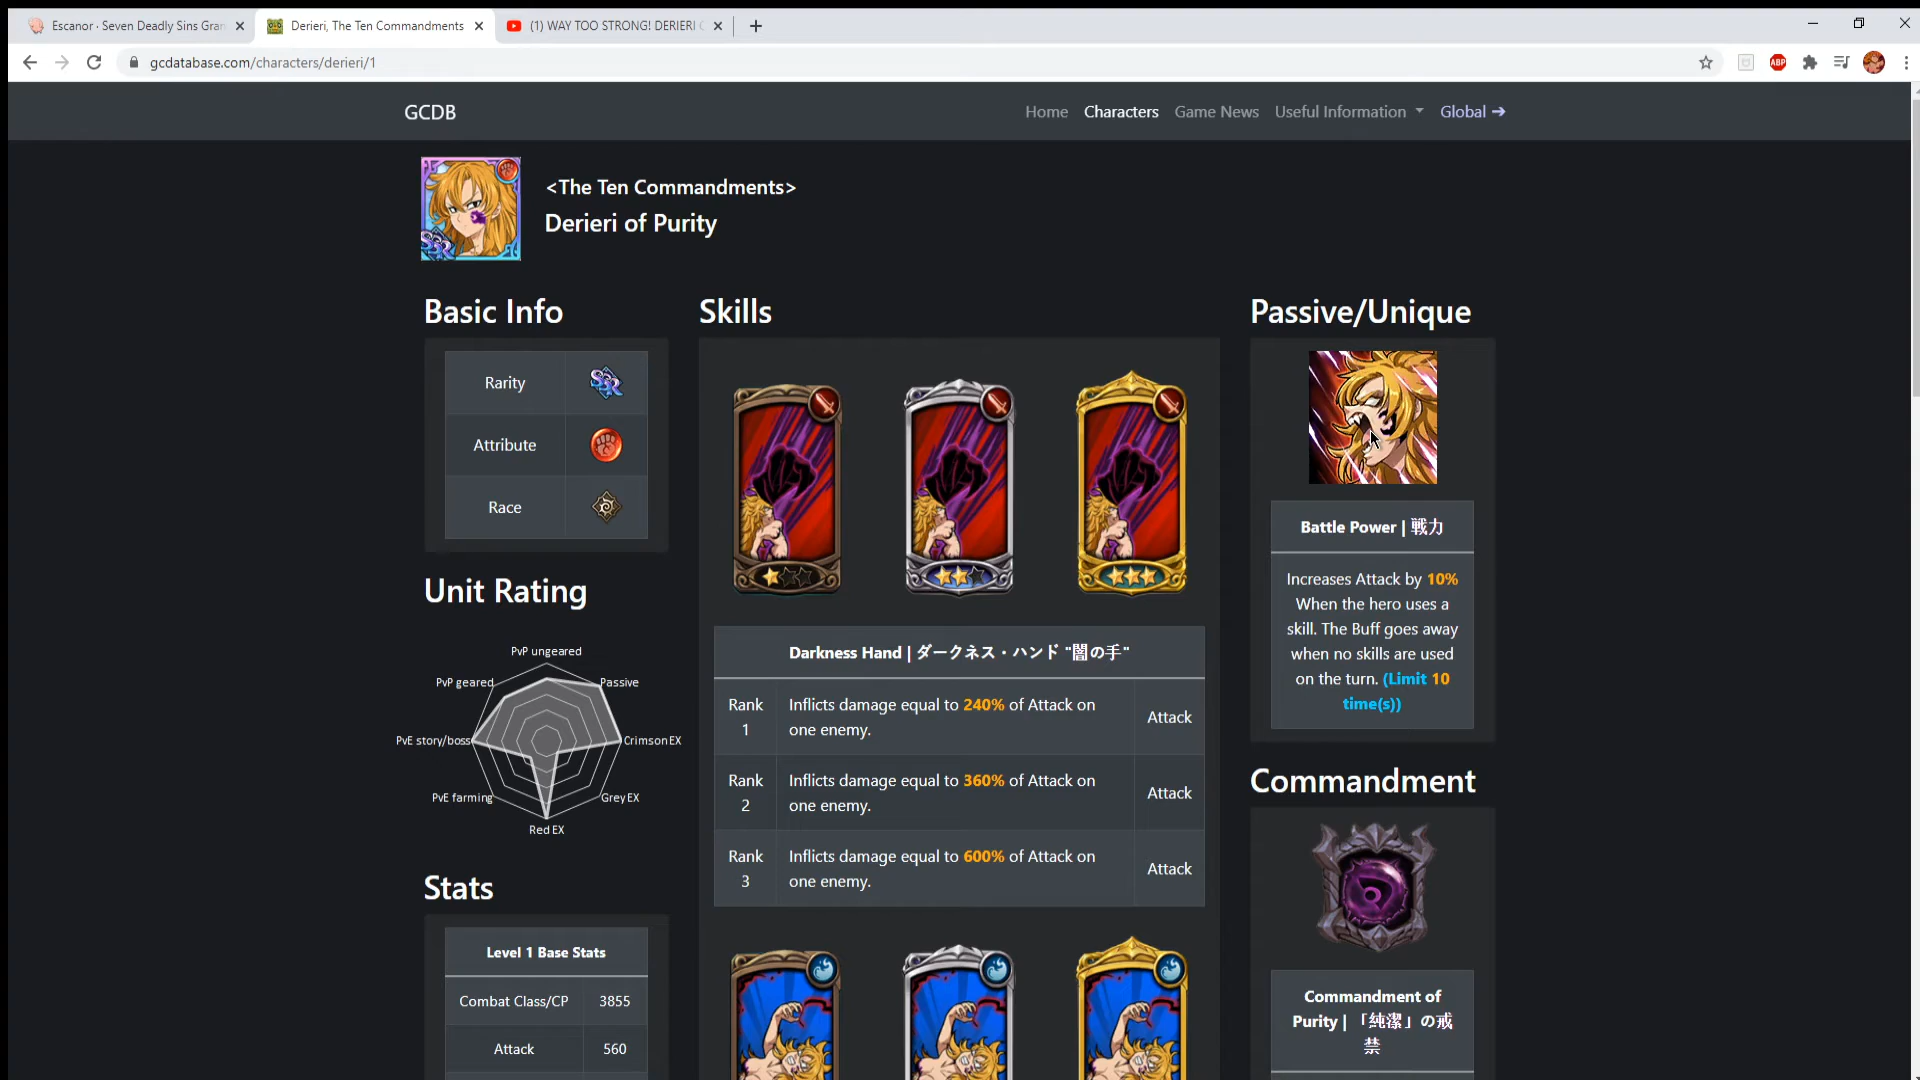 Escanor · Seven Deadly Sins Gran
Derieri, The Ten Commandments
(1) WAY TOO STRONG! DERIERI
gcdatabase.com/characters/derieri/1
ABP
GCDB
Home
Characters
Game News
Useful Information
Global
<The Ten Commandments>
Derieri of Purity
SSR
Basic Info
Rarity
SSR
Attribute
Race
Unit Rating
PvP ungeared
PvP geared
Passive
PvE story/boss
Crimson EX
PvE farming
Grey EX
Red EX
Stats
Level 1 Base Stats
Combat Class/CP 3855
Attack 560
Skills
Darkness Hand | ダークネス・ハンド "闇の手"
Rank 1
Inflicts damage equal to 240% of Attack on
one enemy.
Attack
Rank 2
Inflicts damage equal to 360% of Attack on
one enemy.
Attack
Rank 3
Inflicts damage equal to 600% of Attack on
one enemy.
Attack
Passive/Unique
Battle Power | 戦力
Increases Attack by 10%
When the hero uses a
skill. The Buff goes away
when no skills are used
on the turn. (Limit 10
time(s))
Commandment
Commandment of
Purity | 「純潔」の戒
禁